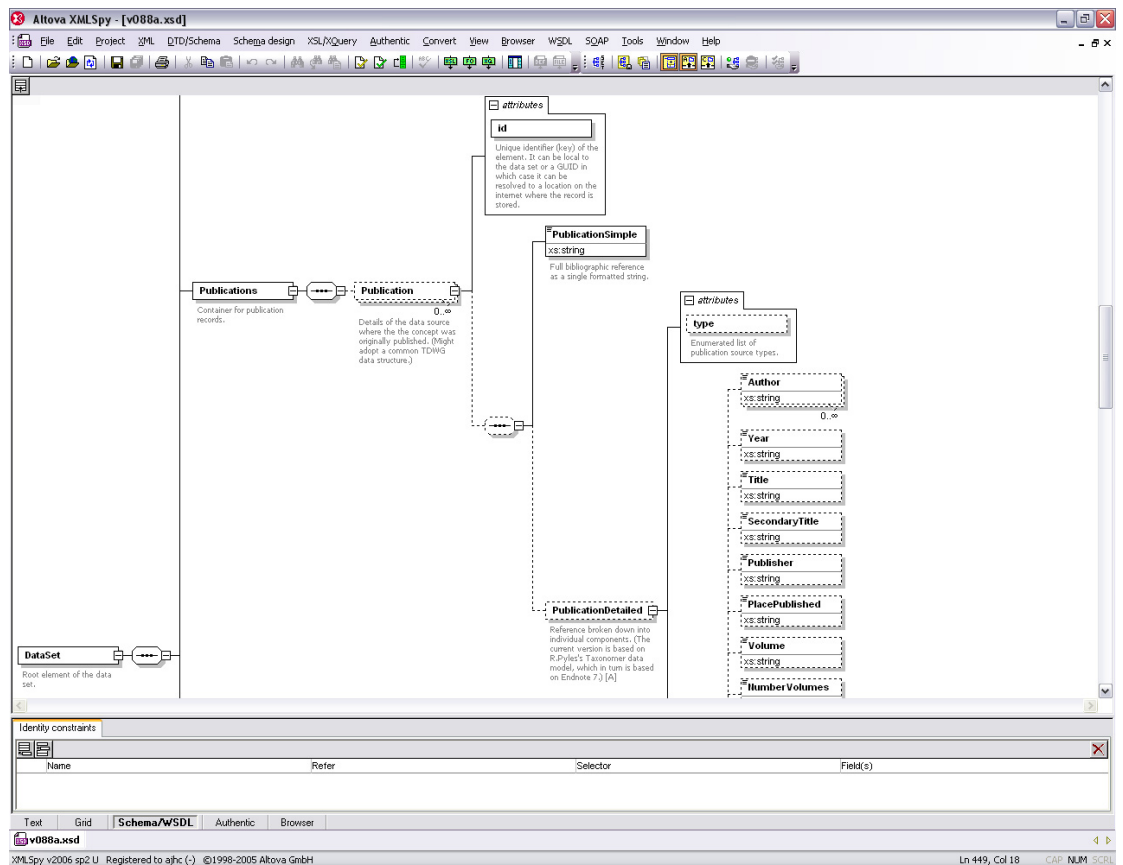 Altova XMLSpy - [v088a.xsd]
File Edit Project XML DTD/Schema Schema design XSL/XQuery Authentic Convert View Browser WSDL SOAP Tools Window Help
attributes
id
Unique identifier (key) of the
element. It can be local to
the data set or a GUID in
which case it can be
resolved to a location on the
internet where the record is
stored.
PublicationSimple
xs:string
Full bibliographic reference
as a single formatted string.
Publications
Container for publication
records.
Publication
0..∞
Details of the data source
where the the concept was
originally published. (Might
adopt a common TDWG
data structure.)
attributes
type
Enumerated list of
publication source types.
Author
xs:string
0..∞
Year
xs:string
Title
xs:string
SecondaryTitle
xs:string
Publisher
xs:string
PlacePublished
xs:string
Volume
xs:string
NumberVolumes
PublicationDetailed
Reference broken down into
individual components. (The
current version is based on
R.Pyles's Taxonomer data
model, which in turn is based
on Endnote 7.) [A]
DataSet
Root element of the data
set.
Identity constraints
Name Refer Selector Field(s)
Text Grid Schema/WSDL Authentic Browser
v088a.xsd
XMLSpy v2006 sp2 U Registered to ajhc (-) ©1998-2005 Altova GmbH Ln 449, Col 18 CAP NUM SCRL